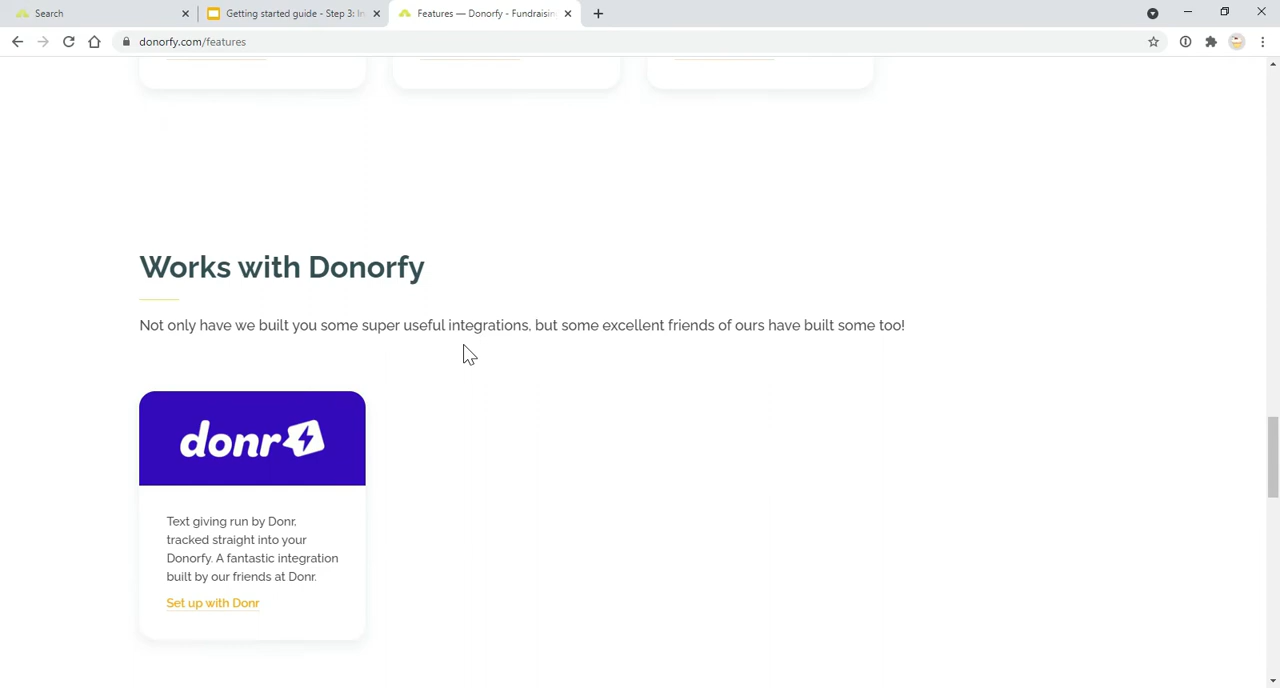 Search
Getting started guide - Step 3: In
Features — Donorfy - Fundraisin
donorfy.com/features
Works with Donorfy
Not only have we built you some super useful integrations, but some excellent friends of ours have built some too!
donr
Text giving run by Donr,
tracked straight into your
Donorfy. A fantastic integration
built by our friends at Donr.
Set up with Donr